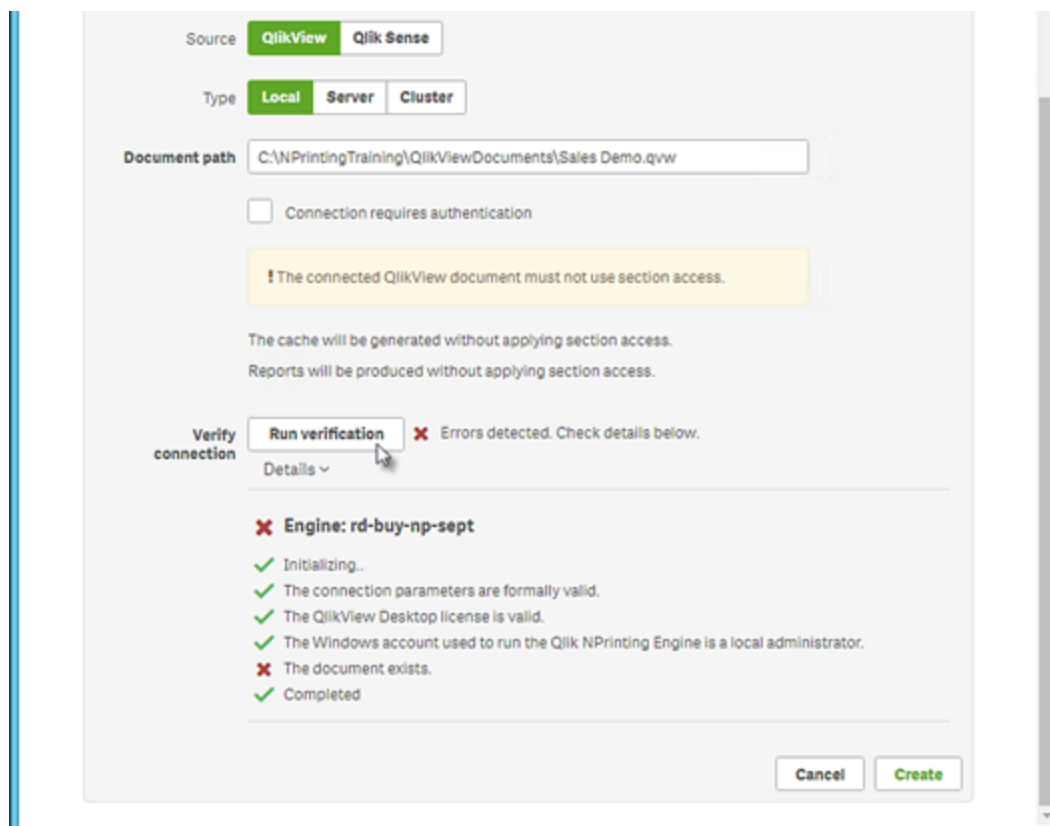 Source QlikView Qlik Sense
Type Local Server Cluster
Document path C:\NPrintingTraining\QlikViewDocuments\Sales Demo.qvw
Connection requires authentication
! The connected QlikView document must not use section access.
The cache will be generated without applying section access.
Reports will be produced without applying section access.
Verify connection Run verification Errors detected. Check details below.
Details
Engine: rd-buy-np-sept
Initializing..
The connection parameters are formally valid.
The QlikView Desktop license is valid.
The Windows account used to run the Qlik NPrinting Engine is a local administrator.
The document exists.
Completed
Cancel Create